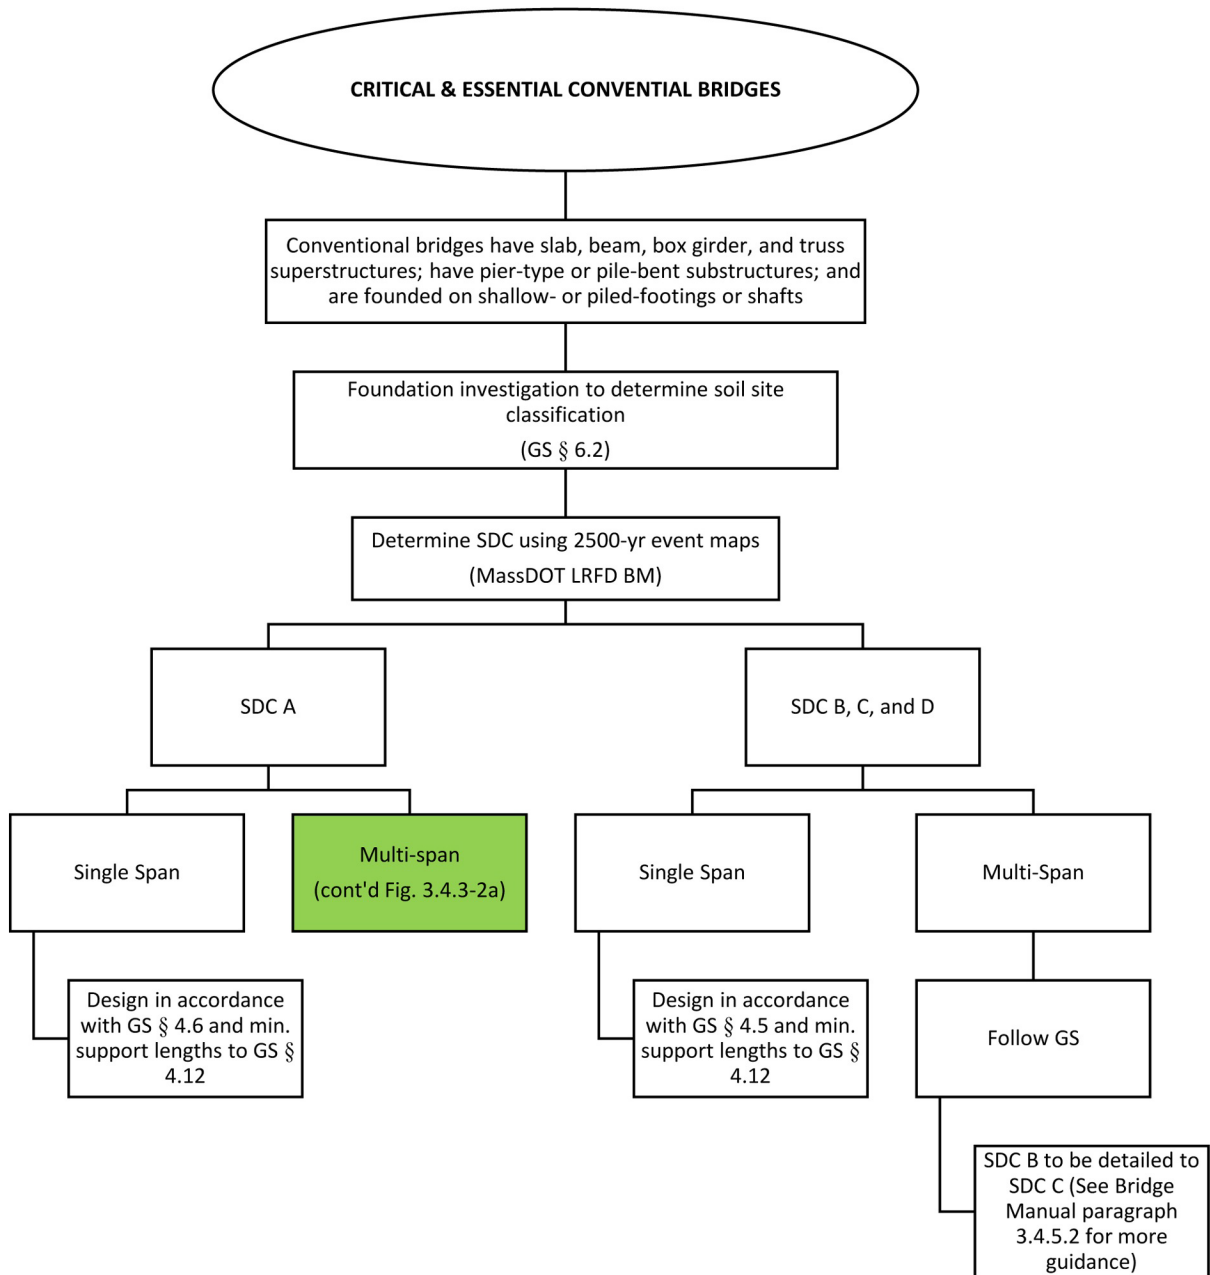 CRITICAL & ESSENTIAL CONVENTIAL BRIDGES
Conventional bridges have slab, beam, box girder, and truss
superstructures; have pier-type or pile-bent substructures; and
are founded on shallow- or piled-footings or shafts
Foundation investigation to determine soil site
classification
(GS § 6.2)
Determine SDC using 2500-yr event maps
(MassDOT LRFD BM)
SDC A
SDC B, C, and D
Single Span
Multi-span
(cont'd Fig. 3.4.3-2a)
Single Span
Multi-Span
Design in accordance
with GS § 4.6 and min.
support lengths to GS §
4.12
Design in accordance
with GS § 4.5 and min.
support lengths to GS §
4.12
Follow GS
SDC B to be detailed to
SDC C (See Bridge
Manual paragraph
3.4.5.2 for more
guidance)